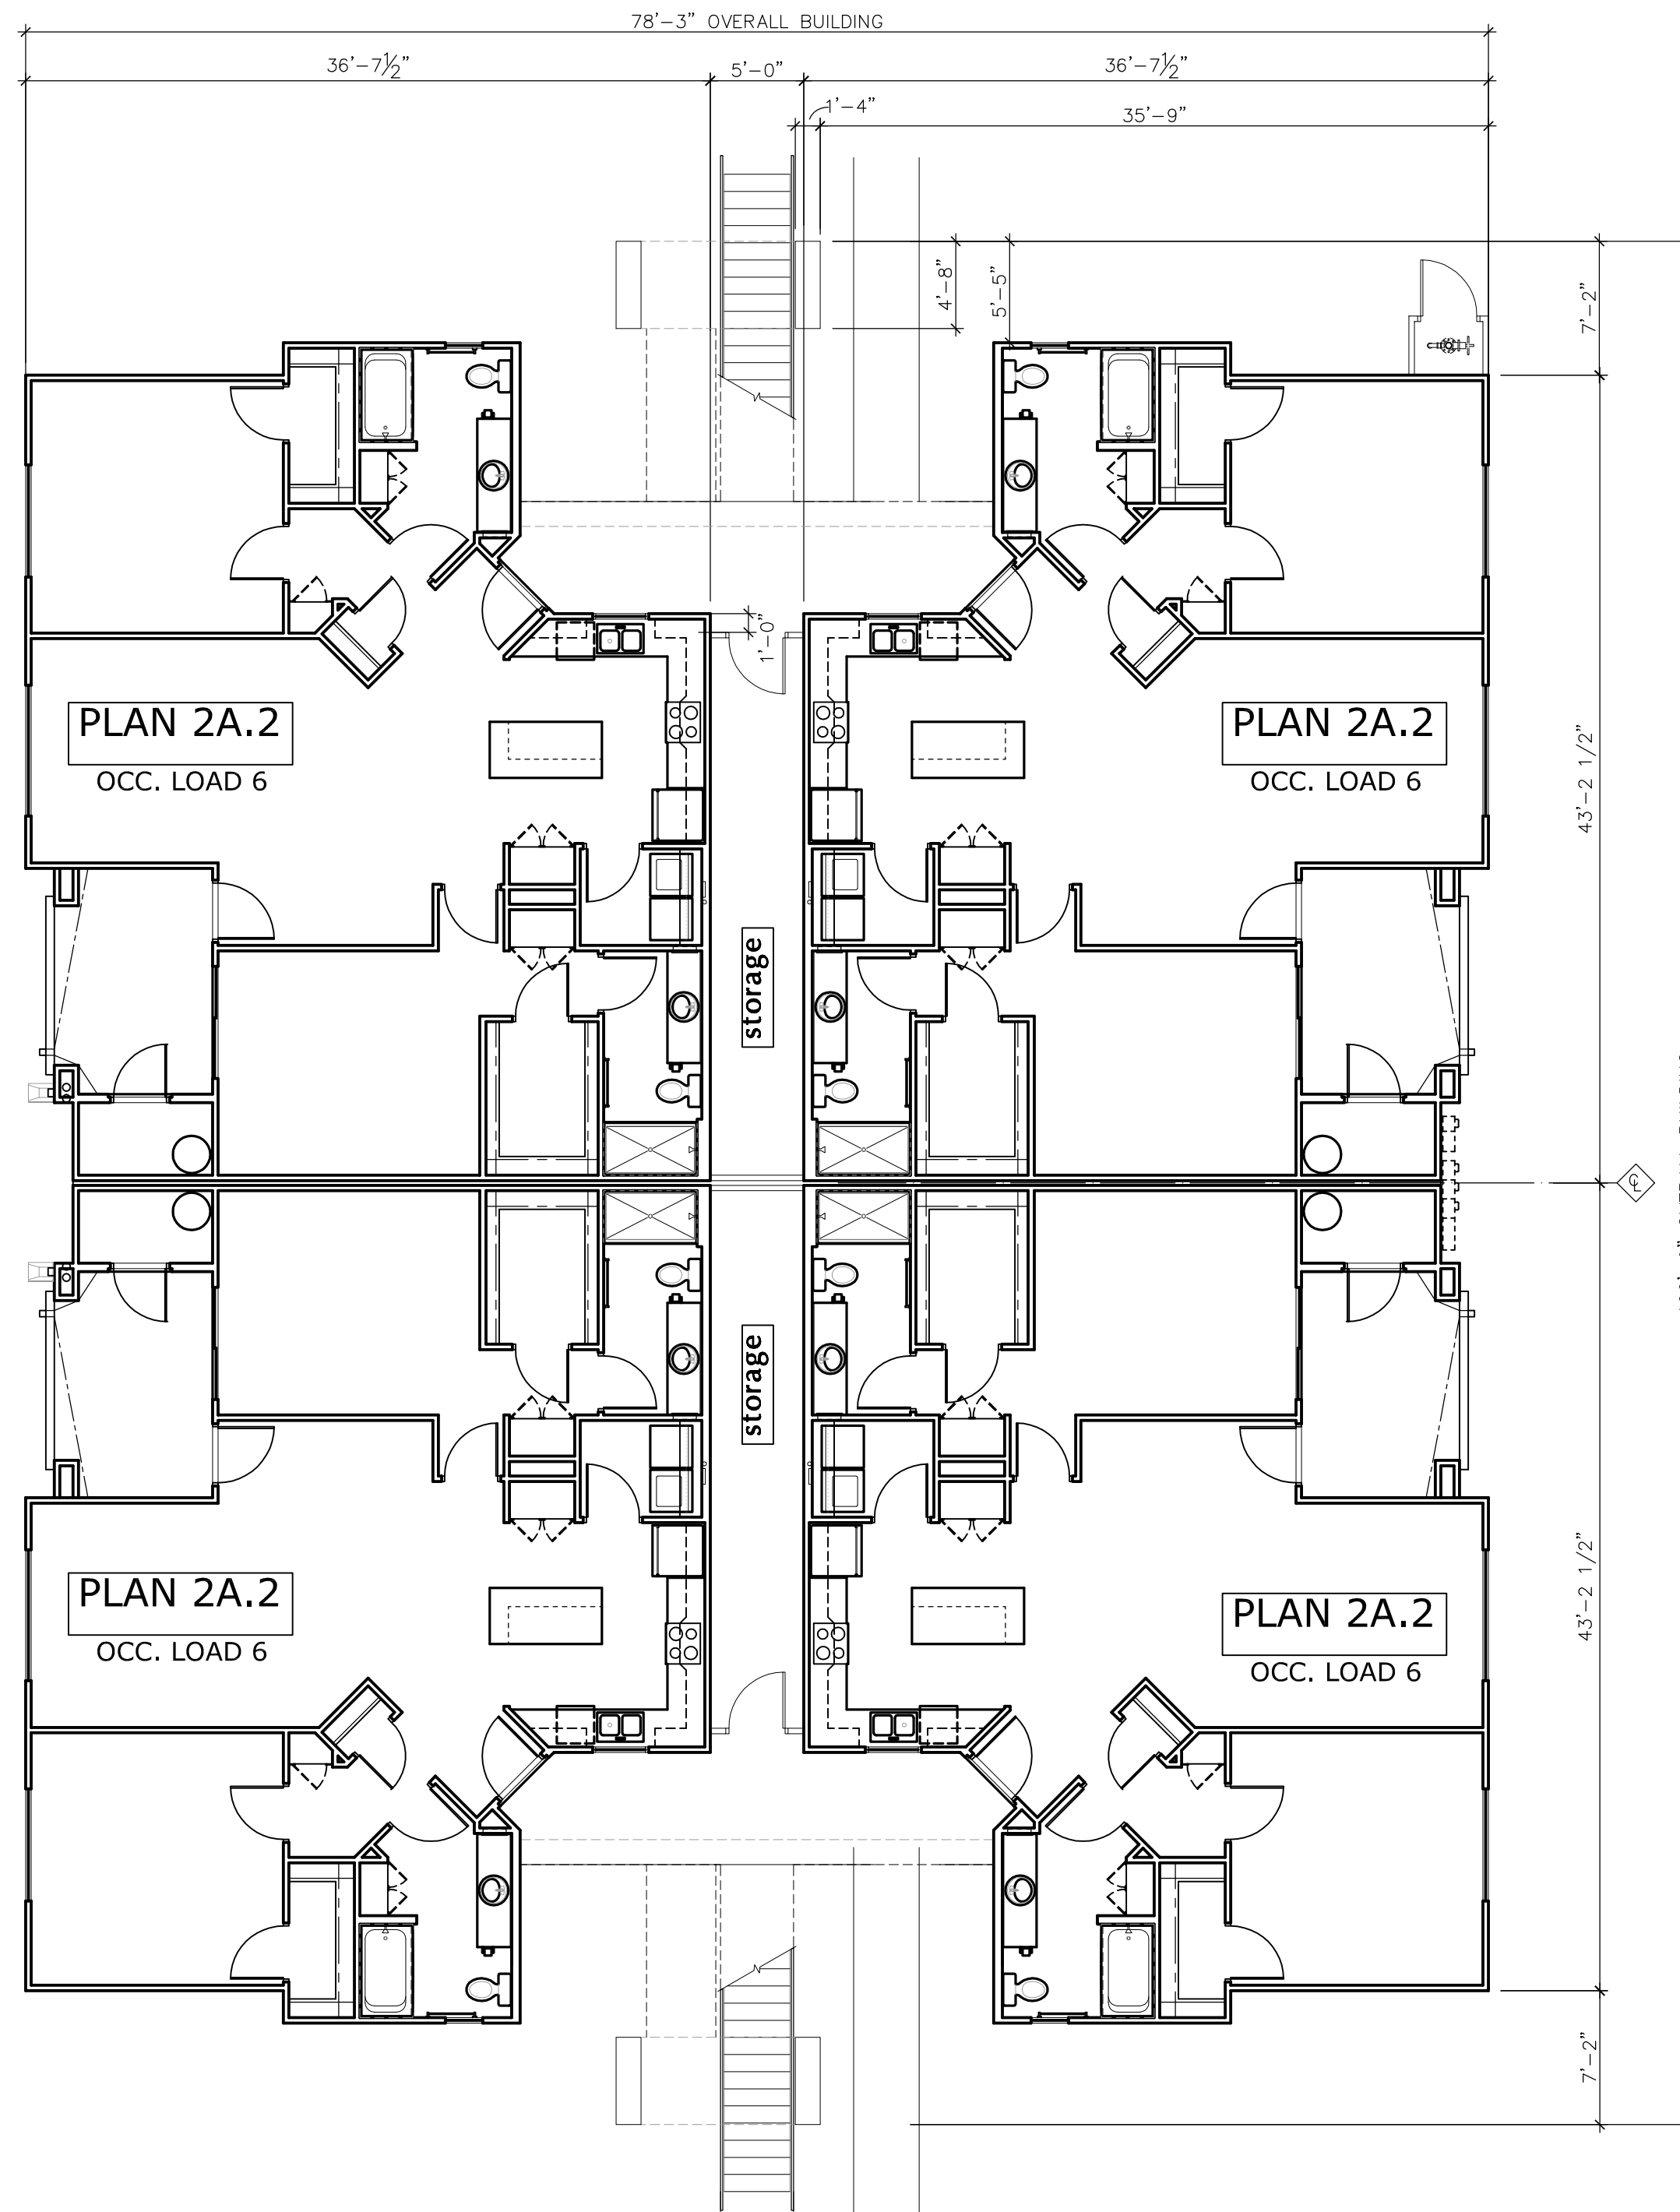 78'-3" OVERALL BUILDING
36'-7½"
5'-0"
36'-7½"
1'-4"
35'-9"
4'-8"
5'-5"
7'-2"
1'-0"
PLAN 2A.2
OCC. LOAD 6
PLAN 2A.2
OCC. LOAD 6
43'-2 1/2"
storage
℄
storage
43'-2 1/2"
PLAN 2A.2
OCC. LOAD 6
PLAN 2A.2
OCC. LOAD 6
7'-2"